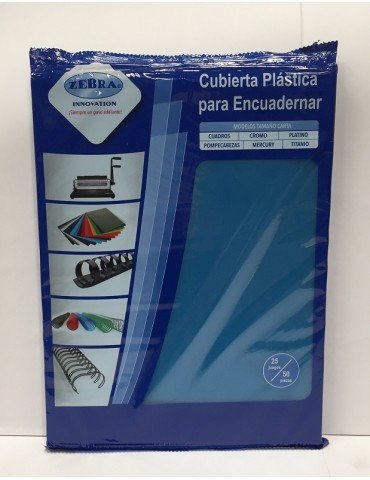 ZEBRA®
INNOVATION
¡Siempre un paso adelante!
Cubierta Plástica
para Encuadernar
MODELOS TAMAÑO CARTA
CUADROS CROMO PLATINO
POMPECABEZAS MERCURY TITANIO
25
juegos
50
piezas